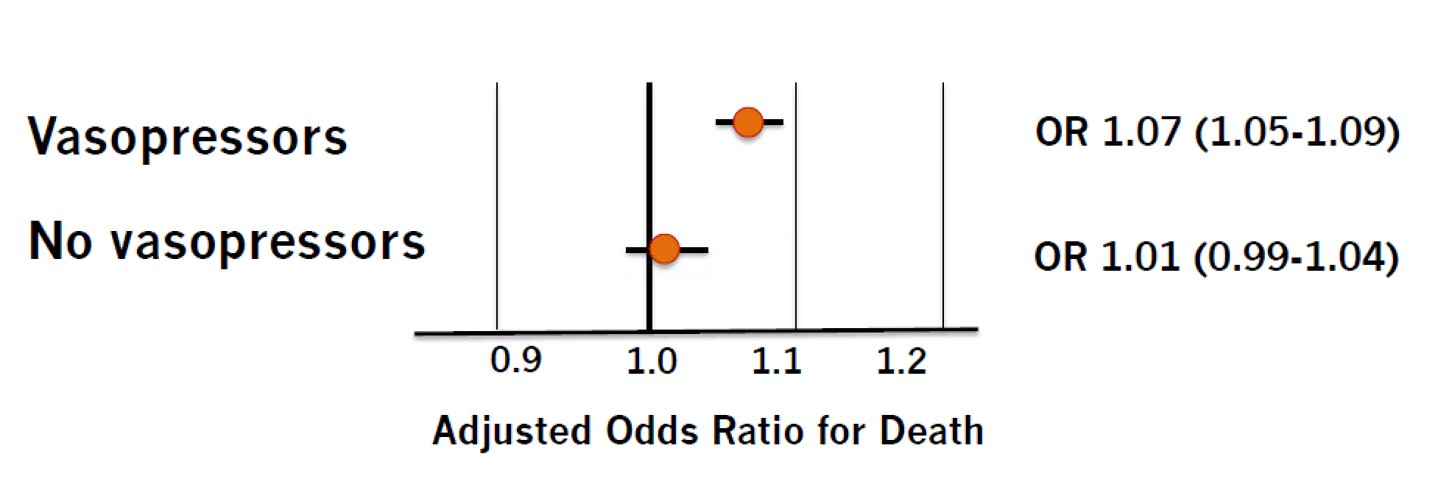 Vasopressors
OR 1.07 (1.05-1.09)
No vasopressors
OR 1.01 (0.99-1.04)
0.9 1.0 1.1 1.2
Adjusted Odds Ratio for Death